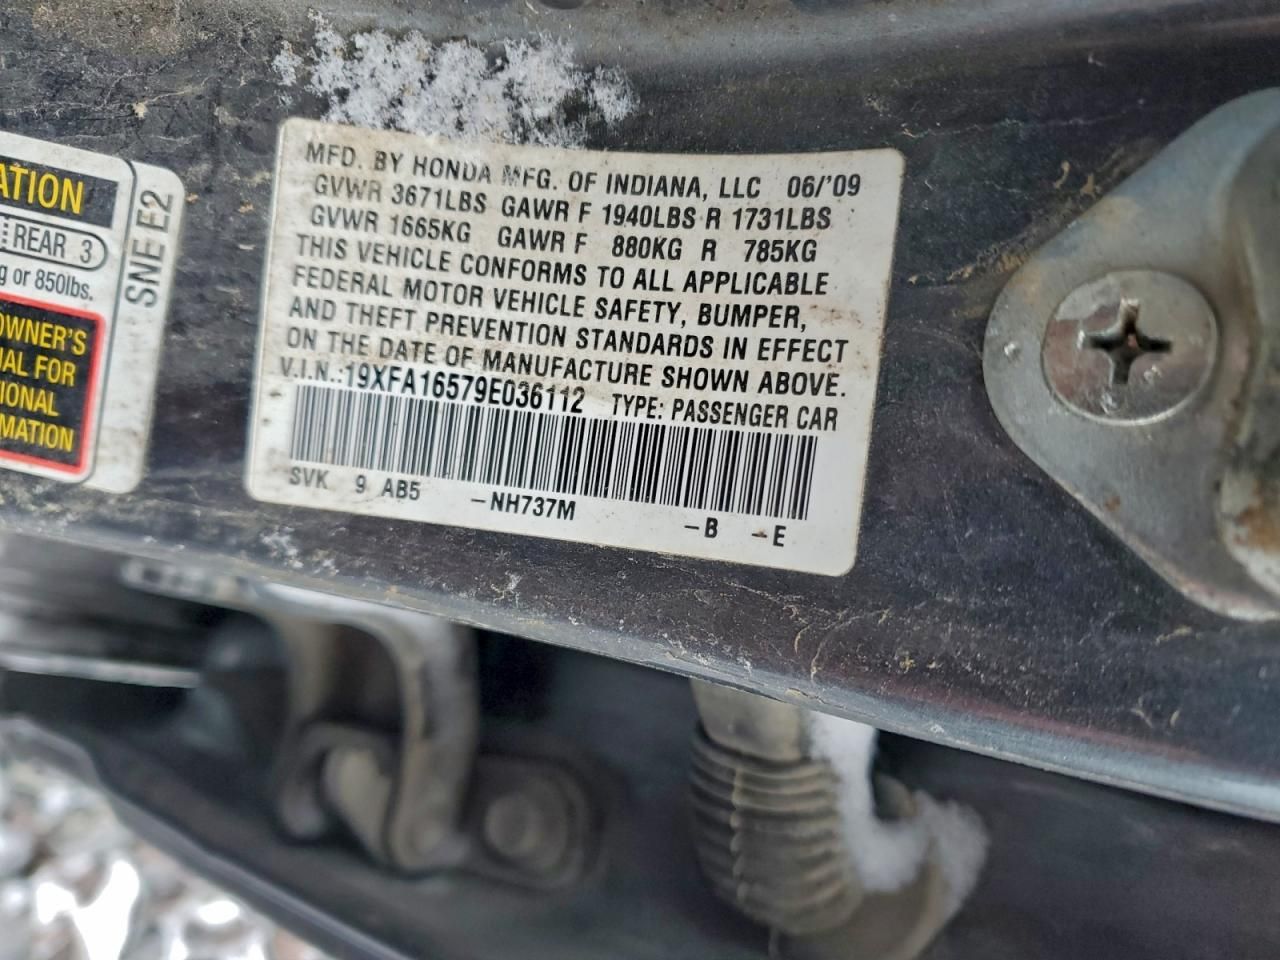 ATION
REAR 3
g or 850lbs.
OWNER'S
AL FOR
IONAL
MATION
SNE E2
MFD. BY HONDA MFG. OF INDIANA, LLC 06/'09
GVWR 3671LBS GAWR F 1940LBS R 1731LBS
GVWR 1665KG GAWR F 880KG R 785KG
THIS VEHICLE CONFORMS TO ALL APPLICABLE
FEDERAL MOTOR VEHICLE SAFETY, BUMPER,
AND THEFT PREVENTION STANDARDS IN EFFECT
ON THE DATE OF MANUFACTURE SHOWN ABOVE.
V.I.N.:19XFA16579E036112 TYPE: PASSENGER CAR
SVK 9 AB5 -NH737M -B -E